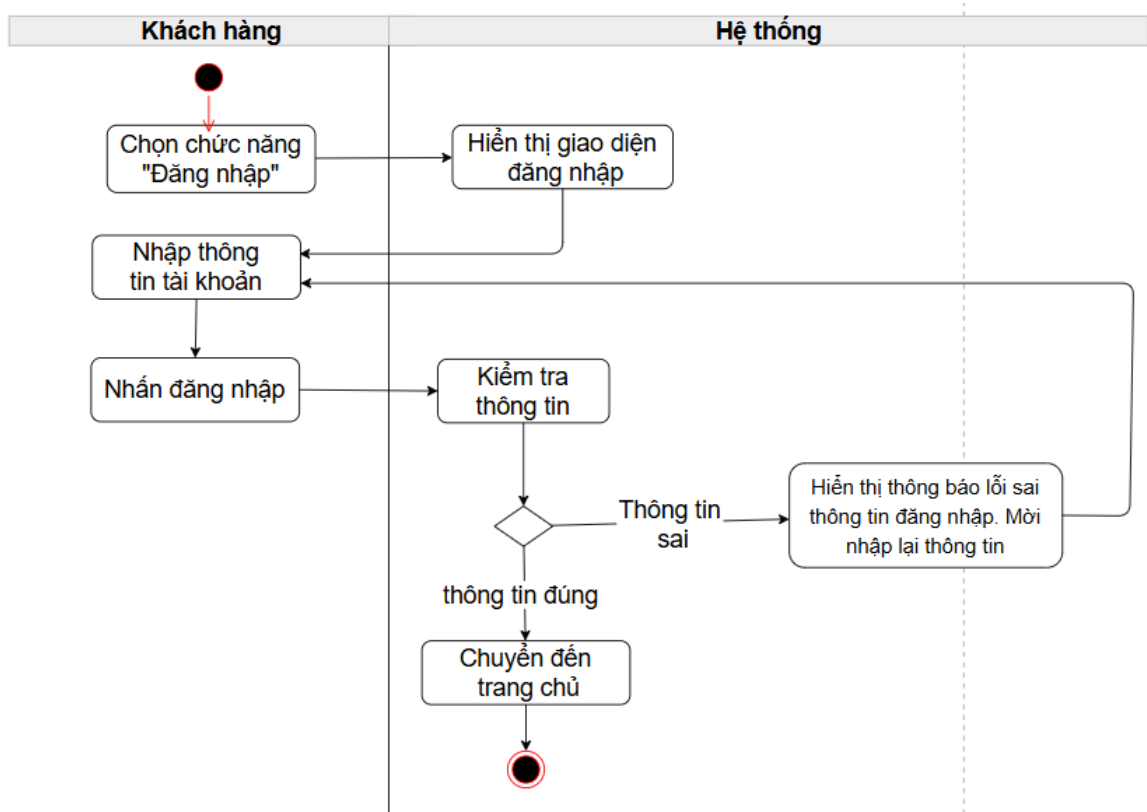 Khách hàng
Hệ thống
Chọn chức năng
"Đăng nhập"
Hiển thị giao diện
đăng nhập
Nhập thông
tin tài khoản
Nhấn đăng nhập
Kiểm tra
thông tin
Thông tin
sai
Hiển thị thông báo lỗi sai
thông tin đăng nhập. Mời
nhập lại thông tin
thông tin đúng
Chuyển đến
trang chủ